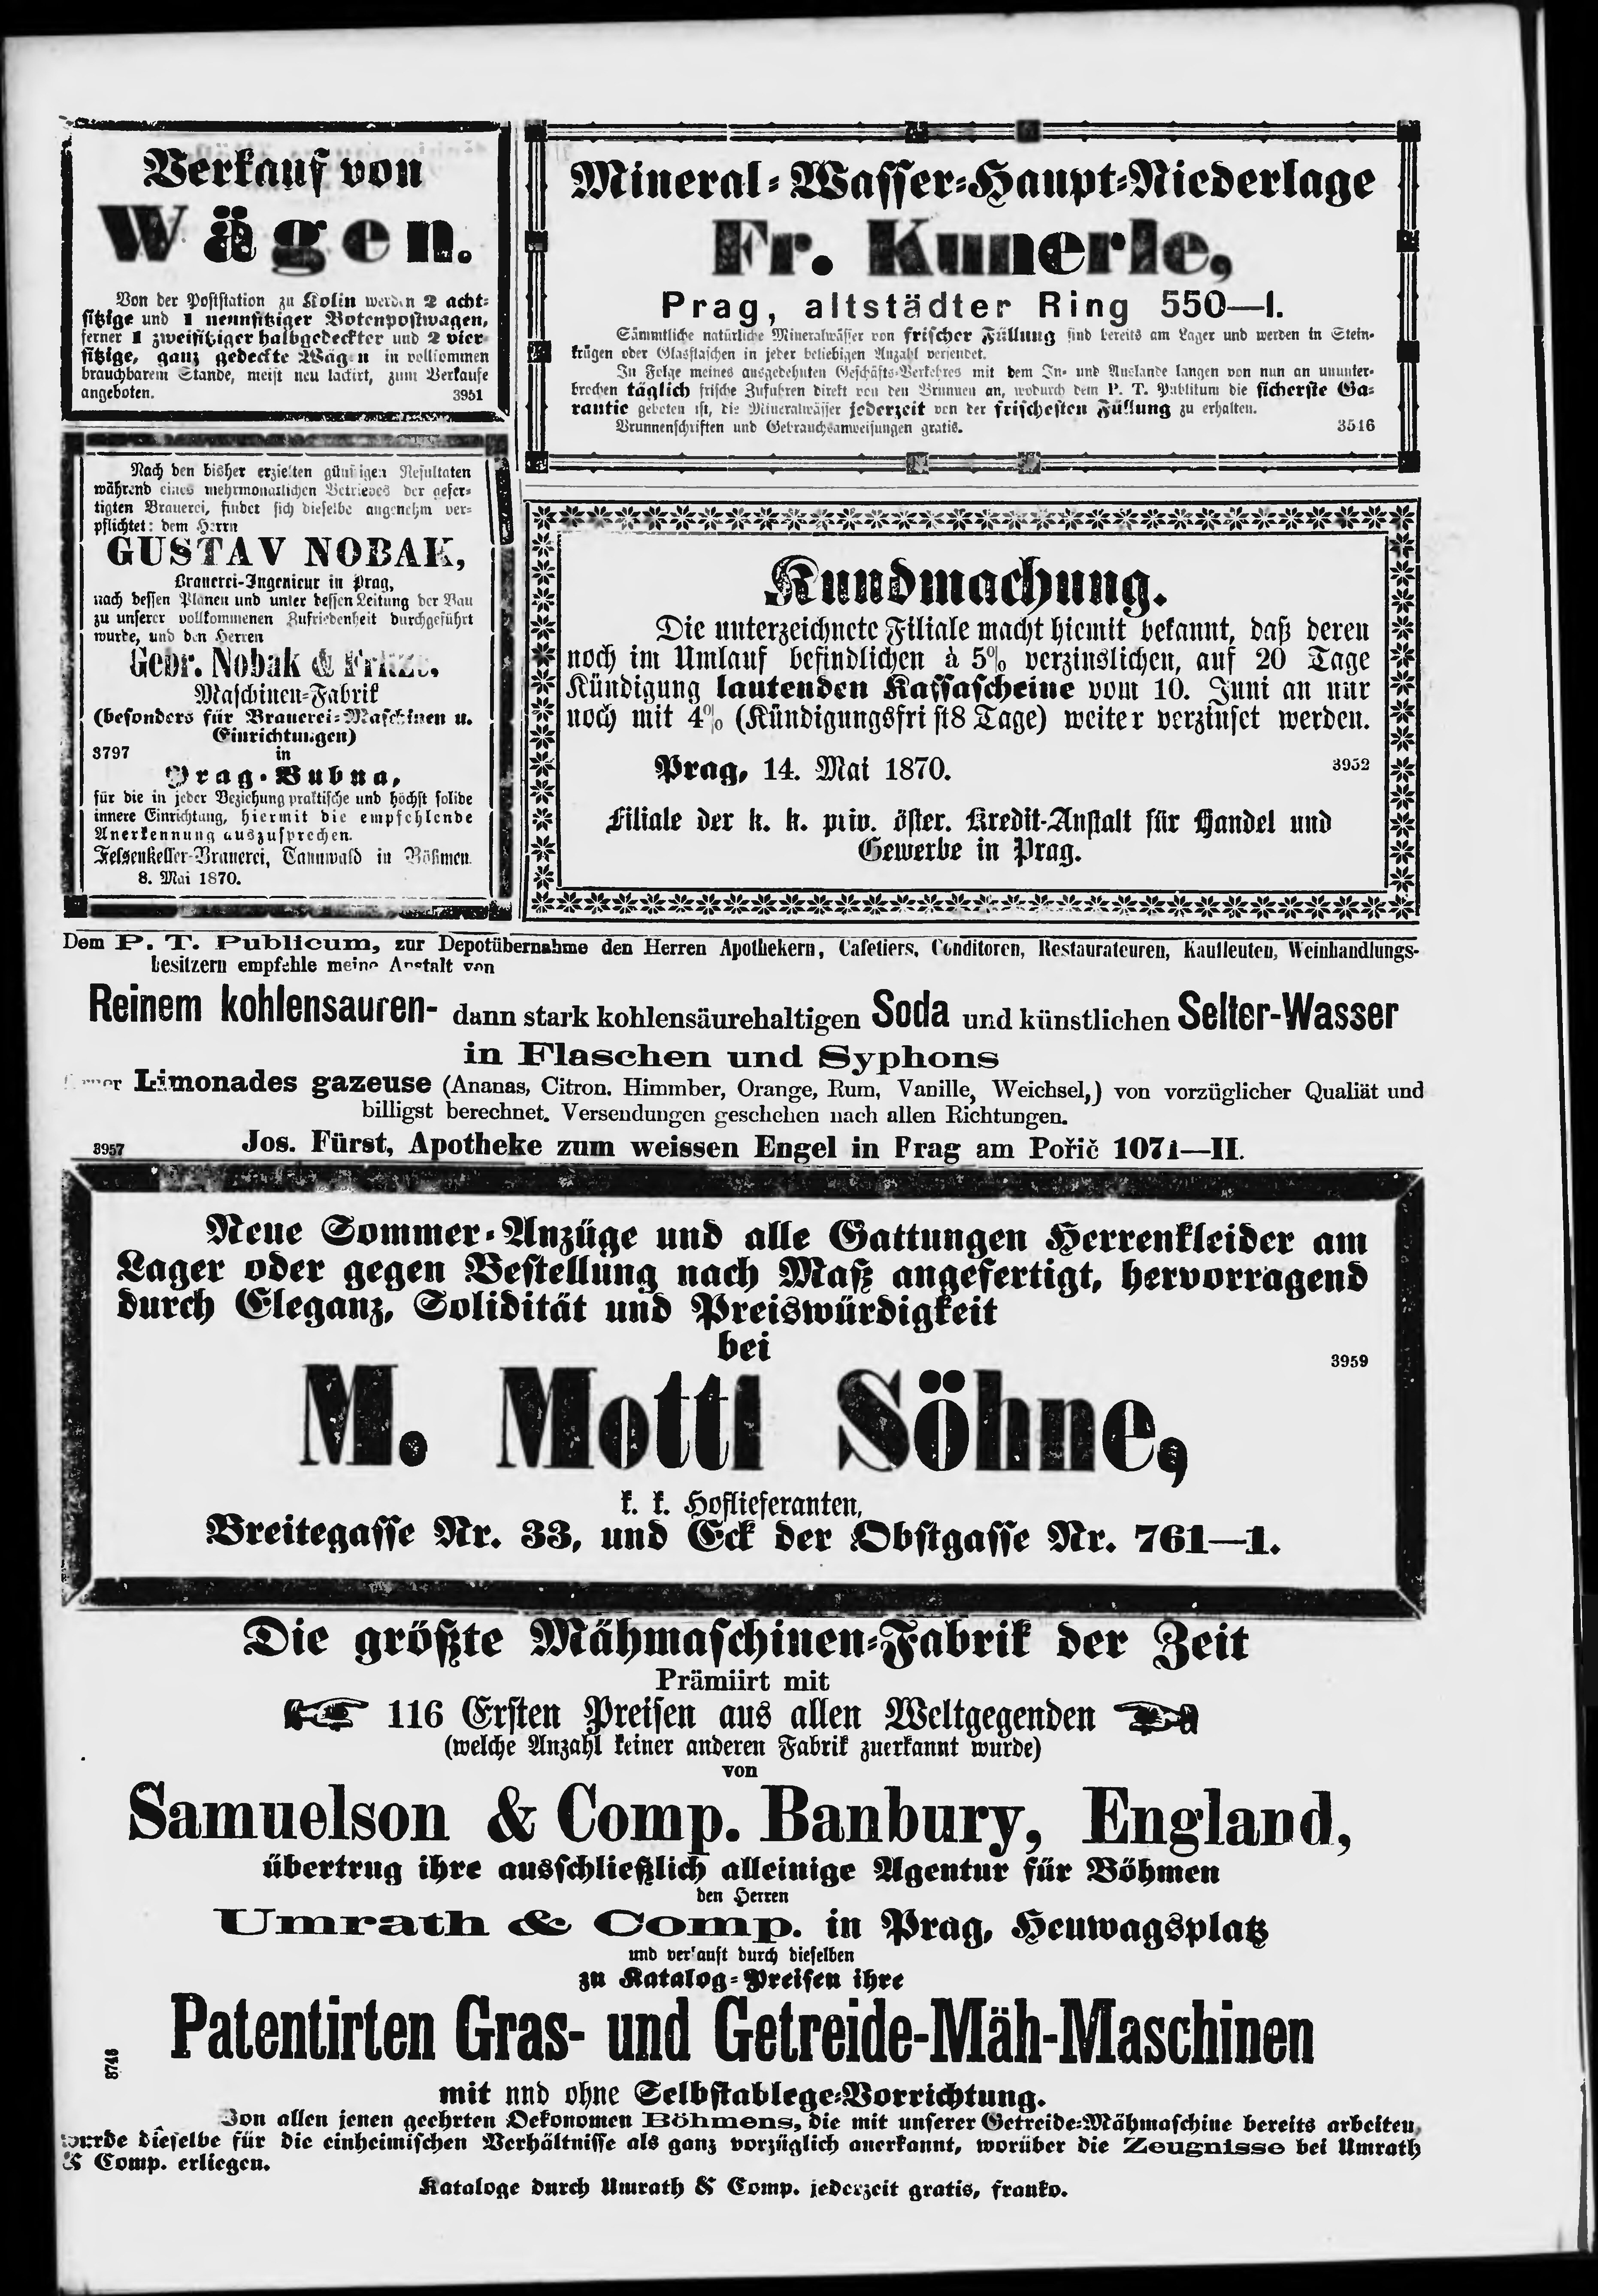 Verkauf von
Wägen.
Von der Poststation zu Kolin werden 2 acht-
sitzige und 1 neunsitziger Botenpostwagen,
ferner 1 zweisitziger halbgedeckter und 2 vier-
sitzige, ganz gedeckte Wägen in vollkommen
brauchbarem Stande, meist neu lackirt, zum Verkaufe
angeboten. 3951
Nach den bisher erzielten günstigen Resultaten
während eines mehrmonatlichen Betriebes der gefer-
tigten Brauerei, findet sich dieselbe angenehm ver-
pflichtet: dem Herrn
GUSTAV NOBAK,
Brauerei-Ingenieur in Prag,
nach dessen Planen und unter dessen Leitung der Bau
zu unserer vollkommenen Zufriedenheit durchgeführt
wurde, und den Herren
Gebr. Nobak & Fritze,
Maschinen-Fabrik
(besonders für Brauerei-Maschinen u.
Einrichtungen)
3797 in
Prag-Bubna,
für die in jeder Beziehung praktische und höchst solide
innere Einrichtung, hiermit die empfehlende
Anerkennung auszusprechen.
Felsenkeller-Brauerei, Tannwald in Böhmen
8. Mai 1870.
Mineral-Wasser-Haupt-Niederlage
Fr. Kunerle,
Prag, altstädter Ring 550—I.
Sämmtliche natürliche Mineralwässer von frischer Füllung sind bereits am Lager und werden in Stein-
krügen oder Glasflaschen in jeder beliebigen Anzahl versendet.
In Folge meines ausgedehnten Geschäfts-Verkehres mit dem In- und Auslande langen von nun an ununter-
brochen täglich frische Zufuhren direkt von den Brunnen an, wodurch dem P. T. Publikum die sicherste Ga-
rantie geboten ist, die Mineralwässer jederzeit von der frischesten Füllung zu erhalten.
Brunnenschriften und Gebrauchsanweisungen gratis. 3516
Kundmachung.
Die unterzeichnete Filiale macht hiemit bekannt, daß deren
noch im Umlauf befindlichen à 5% verzinslichen, auf 20 Tage
Kündigung lautenden Kassascheine vom 10. Juni an nur
noch mit 4% (Kündigungsfri st8 Tage) weiter verzinset werden.
Prag, 14. Mai 1870. 3952
Filiale der k. k. priv. öster. Kredit-Anstalt für Handel und
Gewerbe in Prag.
Dem P. T. Publicum, zur Depotübernahme den Herren Apothekern, Cafetiers, Conditoren, Restaurateuren, Kaufleuten, Weinhandlungs-
besitzern empfehle meine Anstalt von
Reinem kohlensauren- dann stark kohlensäurehaltigen Soda und künstlichen Selter-Wasser
in Flaschen und Syphons
ferner Limonades gazeuse (Ananas, Citron. Himmber, Orange, Rum, Vanille, Weichsel,) von vorzüglicher Qualiät und
billigst berechnet. Versendungen geschehen nach allen Richtungen.
3957 Jos. Fürst, Apotheke zum weissen Engel in Prag am Pořič 1071—II.
Neue Sommer-Anzüge und alle Gattungen Herrenkleider am
Lager oder gegen Bestellung nach Maß angefertigt, hervorragend
durch Eleganz, Solidität und Preiswürdigkeit
bei
3959
M. Mottl Söhne,
k. k. Hoflieferanten,
Breitegasse Nr. 33, und Eck der Obstgasse Nr. 761—1.
Die größte Mähmaschinen-Fabrik der Zeit
Prämiirt mit
116 Ersten Preisen aus allen Weltgegenden
(welche Anzahl keiner anderen Fabrik zuerkannt wurde)
von
Samuelson & Comp. Banbury, England,
übertrug ihre ausschließlich alleinige Agentur für Böhmen
den Herren
Umrath & Comp. in Prag, Heuwagsplatz
und verkauft durch dieselben
zu Katalog-Preisen ihre
Patentirten Gras- und Getreide-Mäh-Maschinen
3746
mit nnd ohne Selbstablege-Vorrichtung.
Von allen jenen geehrten Oekonomen Böhmens, die mit unserer Getreide-Mähmaschine bereits arbeiten,
wurde dieselbe für die einheimischen Verhältnisse als ganz vorzüglich anerkannt, worüber die Zeugnisse bei Umrath
& Comp. erliegen.
Kataloge durch Umrath & Comp. jederzeit gratis, franko.